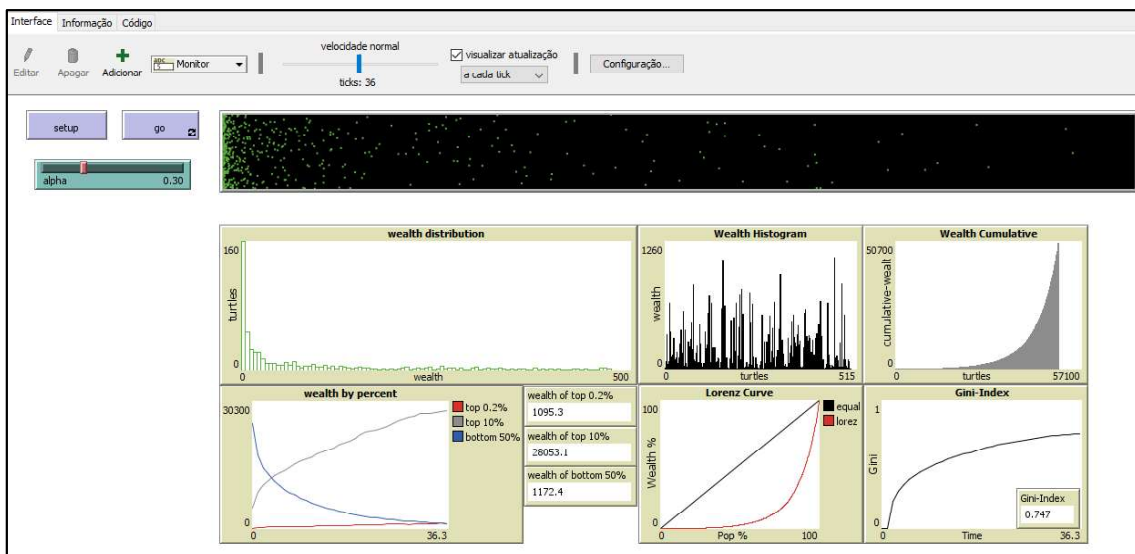 Interface Informação Código
Editar Apagar Adicionar
Monitor
velocidade normal
ticks: 36
visualizar atualização
a cada tick
Configuração...
setup
go
alpha 0.30
wealth distribution
160
turtles
0
0 wealth 500
Wealth Histogram
1260
wealth
0
0 turtles 515
Wealth Cumulative
50700
cumulative-wealt
0
0 turtles 57100
wealth by percent
30300
0
0 36.3
top 0.2%
top 10%
bottom 50%
wealth of top 0.2%
1095.3
wealth of top 10%
28053.1
wealth of bottom 50%
1172.4
Lorenz Curve
100
Wealth %
0
0 Pop % 100
equal
lorez
Gini-Index
1
Gini
0
0 Time 36.3
Gini-Index
0.747